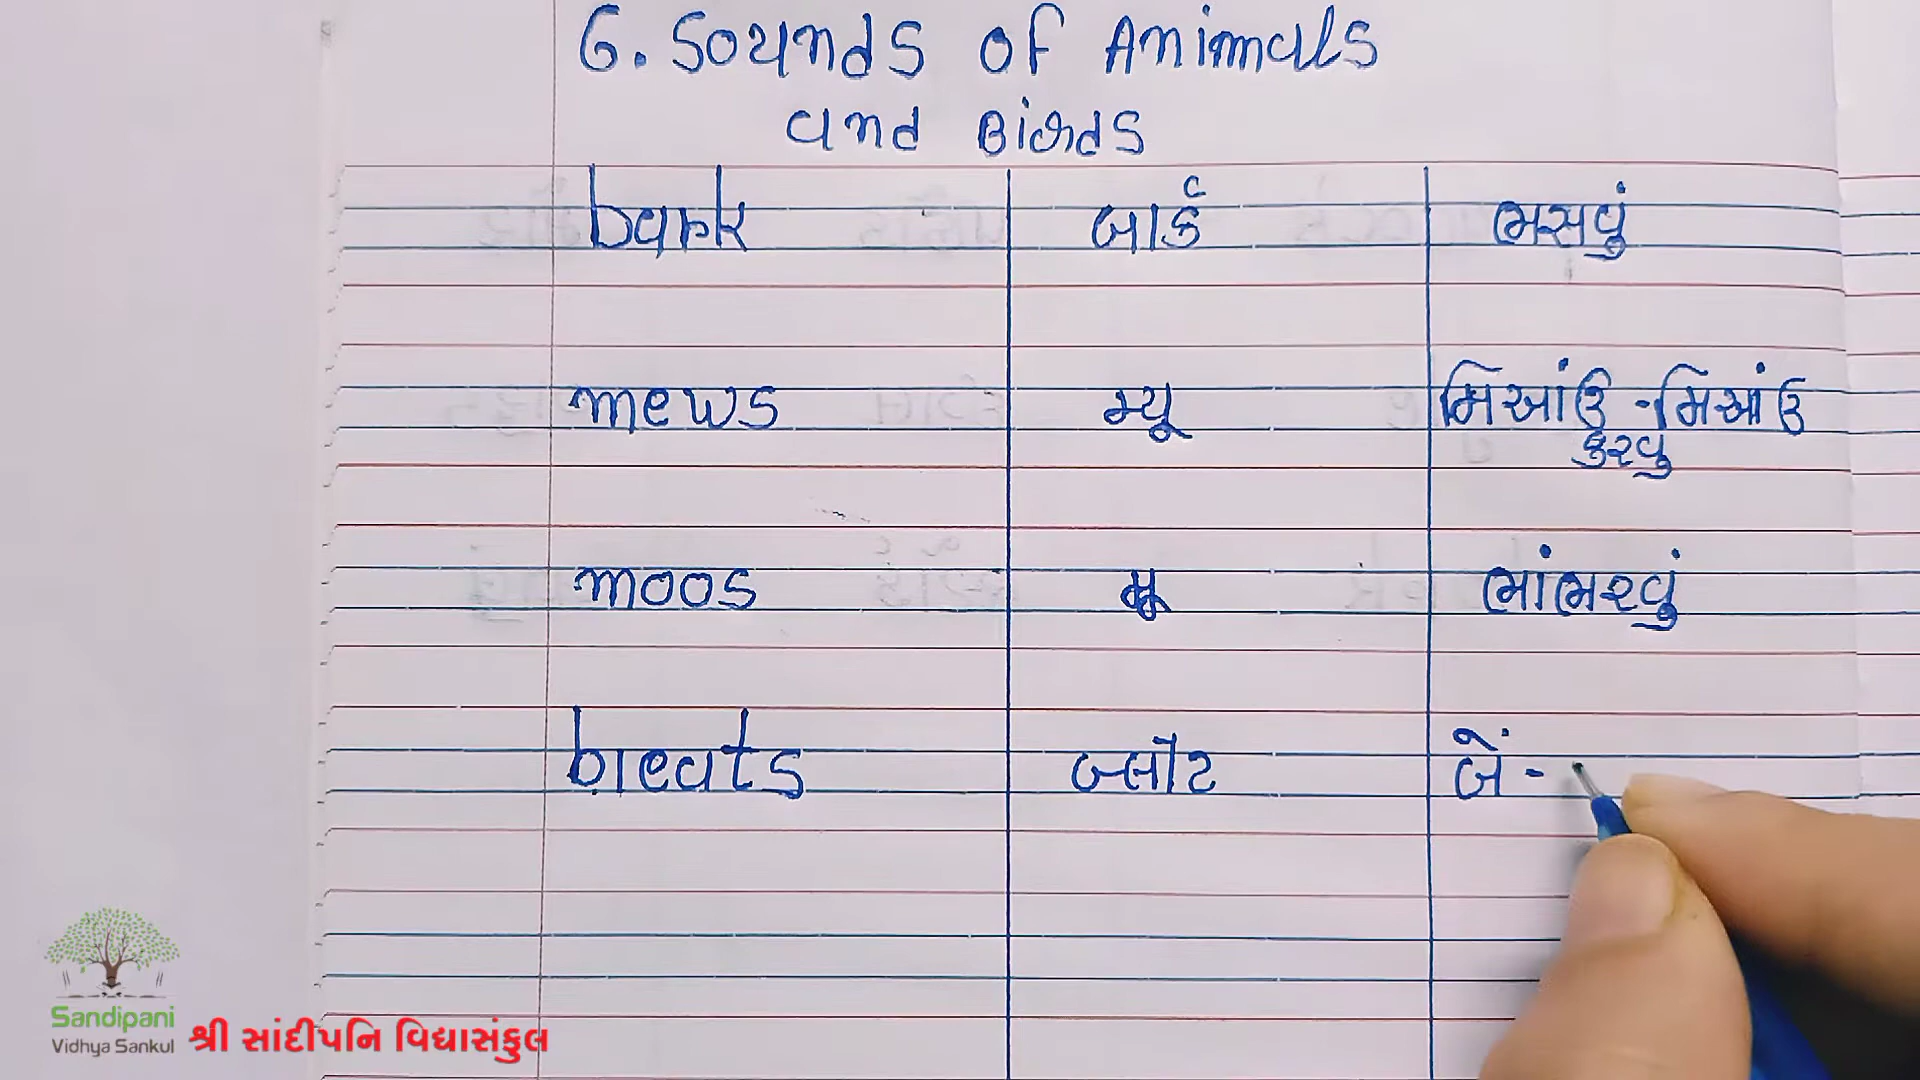 6. Sounds of Animals
and Birds
bark બાર્ક ભસવું
mews મ્યૂ મિઆંઉ - મિઆંઉ
કરવુ
moos મૂ ભાંભરવું
bleats બ્લીટ બેં -
Sandipani
Vidhya Sankul
શ્રી સાંદીપનિ વિદ્યાસંકુલ